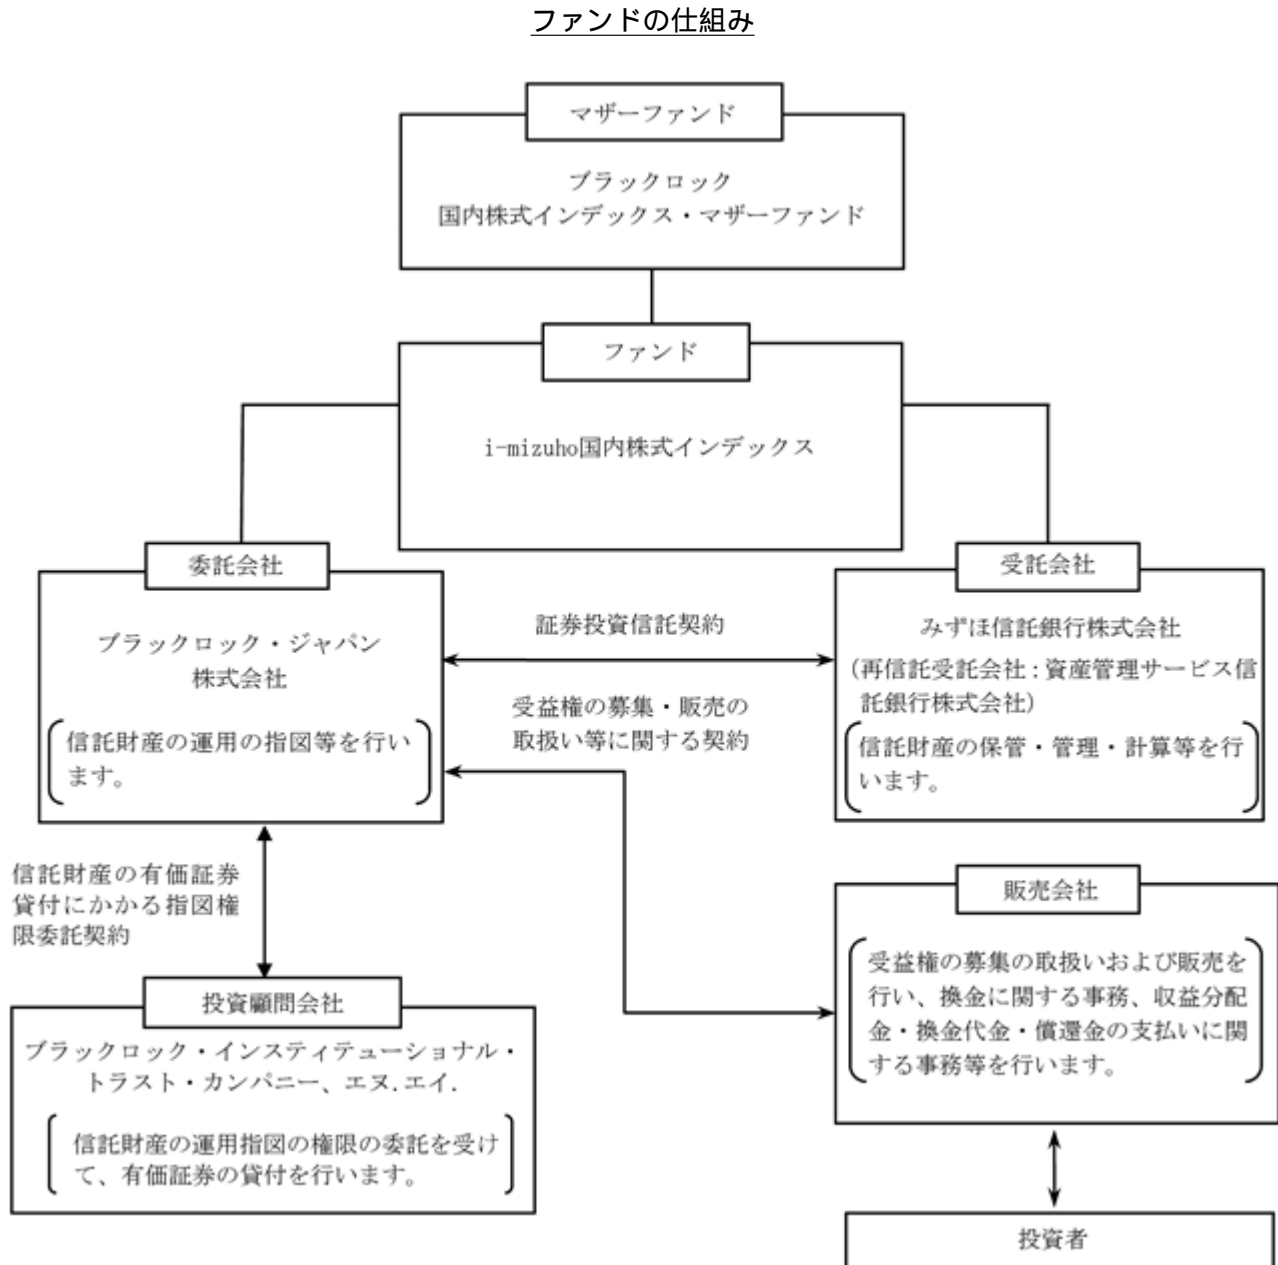 ファンドの仕組み
マザーファンド
ブラックロック
国内株式インデックス・マザーファンド
ファンド
i-mizuho国内株式インデックス
委託会社
ブラックロック・ジャパン
株式会社
信託財産の運用の指図等を行い
ます。
証券投資信託契約
受益権の募集・販売の
取扱い等に関する契約
受託会社
みずほ信託銀行株式会社
(再信託受託会社:資産管理サービス信
託銀行株式会社)
信託財産の保管・管理・計算等を行
います。
信託財産の有価証券
貸付にかかる指図権
限委託契約
投資顧問会社
ブラックロック・インスティテューショナル・
トラスト・カンパニー、エヌ.エイ.
信託財産の運用指図の権限の委託を受け
て、有価証券の貸付を行います。
販売会社
受益権の募集の取扱いおよび販売を
行い、換金に関する事務、収益分配
金・換金代金・償還金の支払いに関
する事務等を行います。
投資者